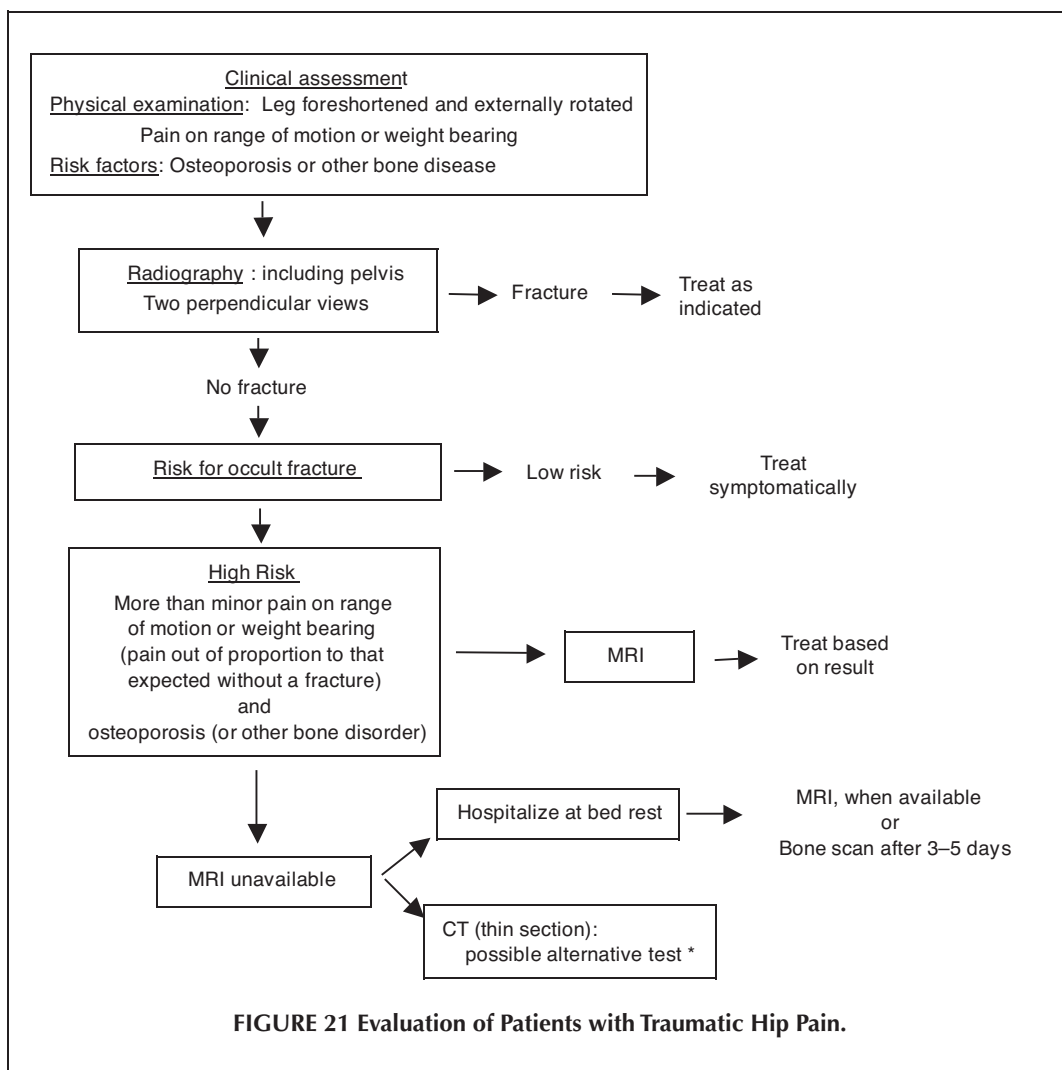 Clinical assessment
Physical examination: Leg foreshortened and externally rotated
Pain on range of motion or weight bearing
Risk factors: Osteoporosis or other bone disease
Radiography : including pelvis
Two perpendicular views
Fracture
Treat as
indicated
No fracture
Risk for occult fracture
Low risk
Treat
symptomatically
High Risk
More than minor pain on range
of motion or weight bearing
(pain out of proportion to that
expected without a fracture)
and
osteoporosis (or other bone disorder)
MRI
Treat based
on result
MRI unavailable
Hospitalize at bed rest
MRI, when available
or
Bone scan after 3–5 days
CT (thin section):
possible alternative test *
FIGURE 21 Evaluation of Patients with Traumatic Hip Pain.